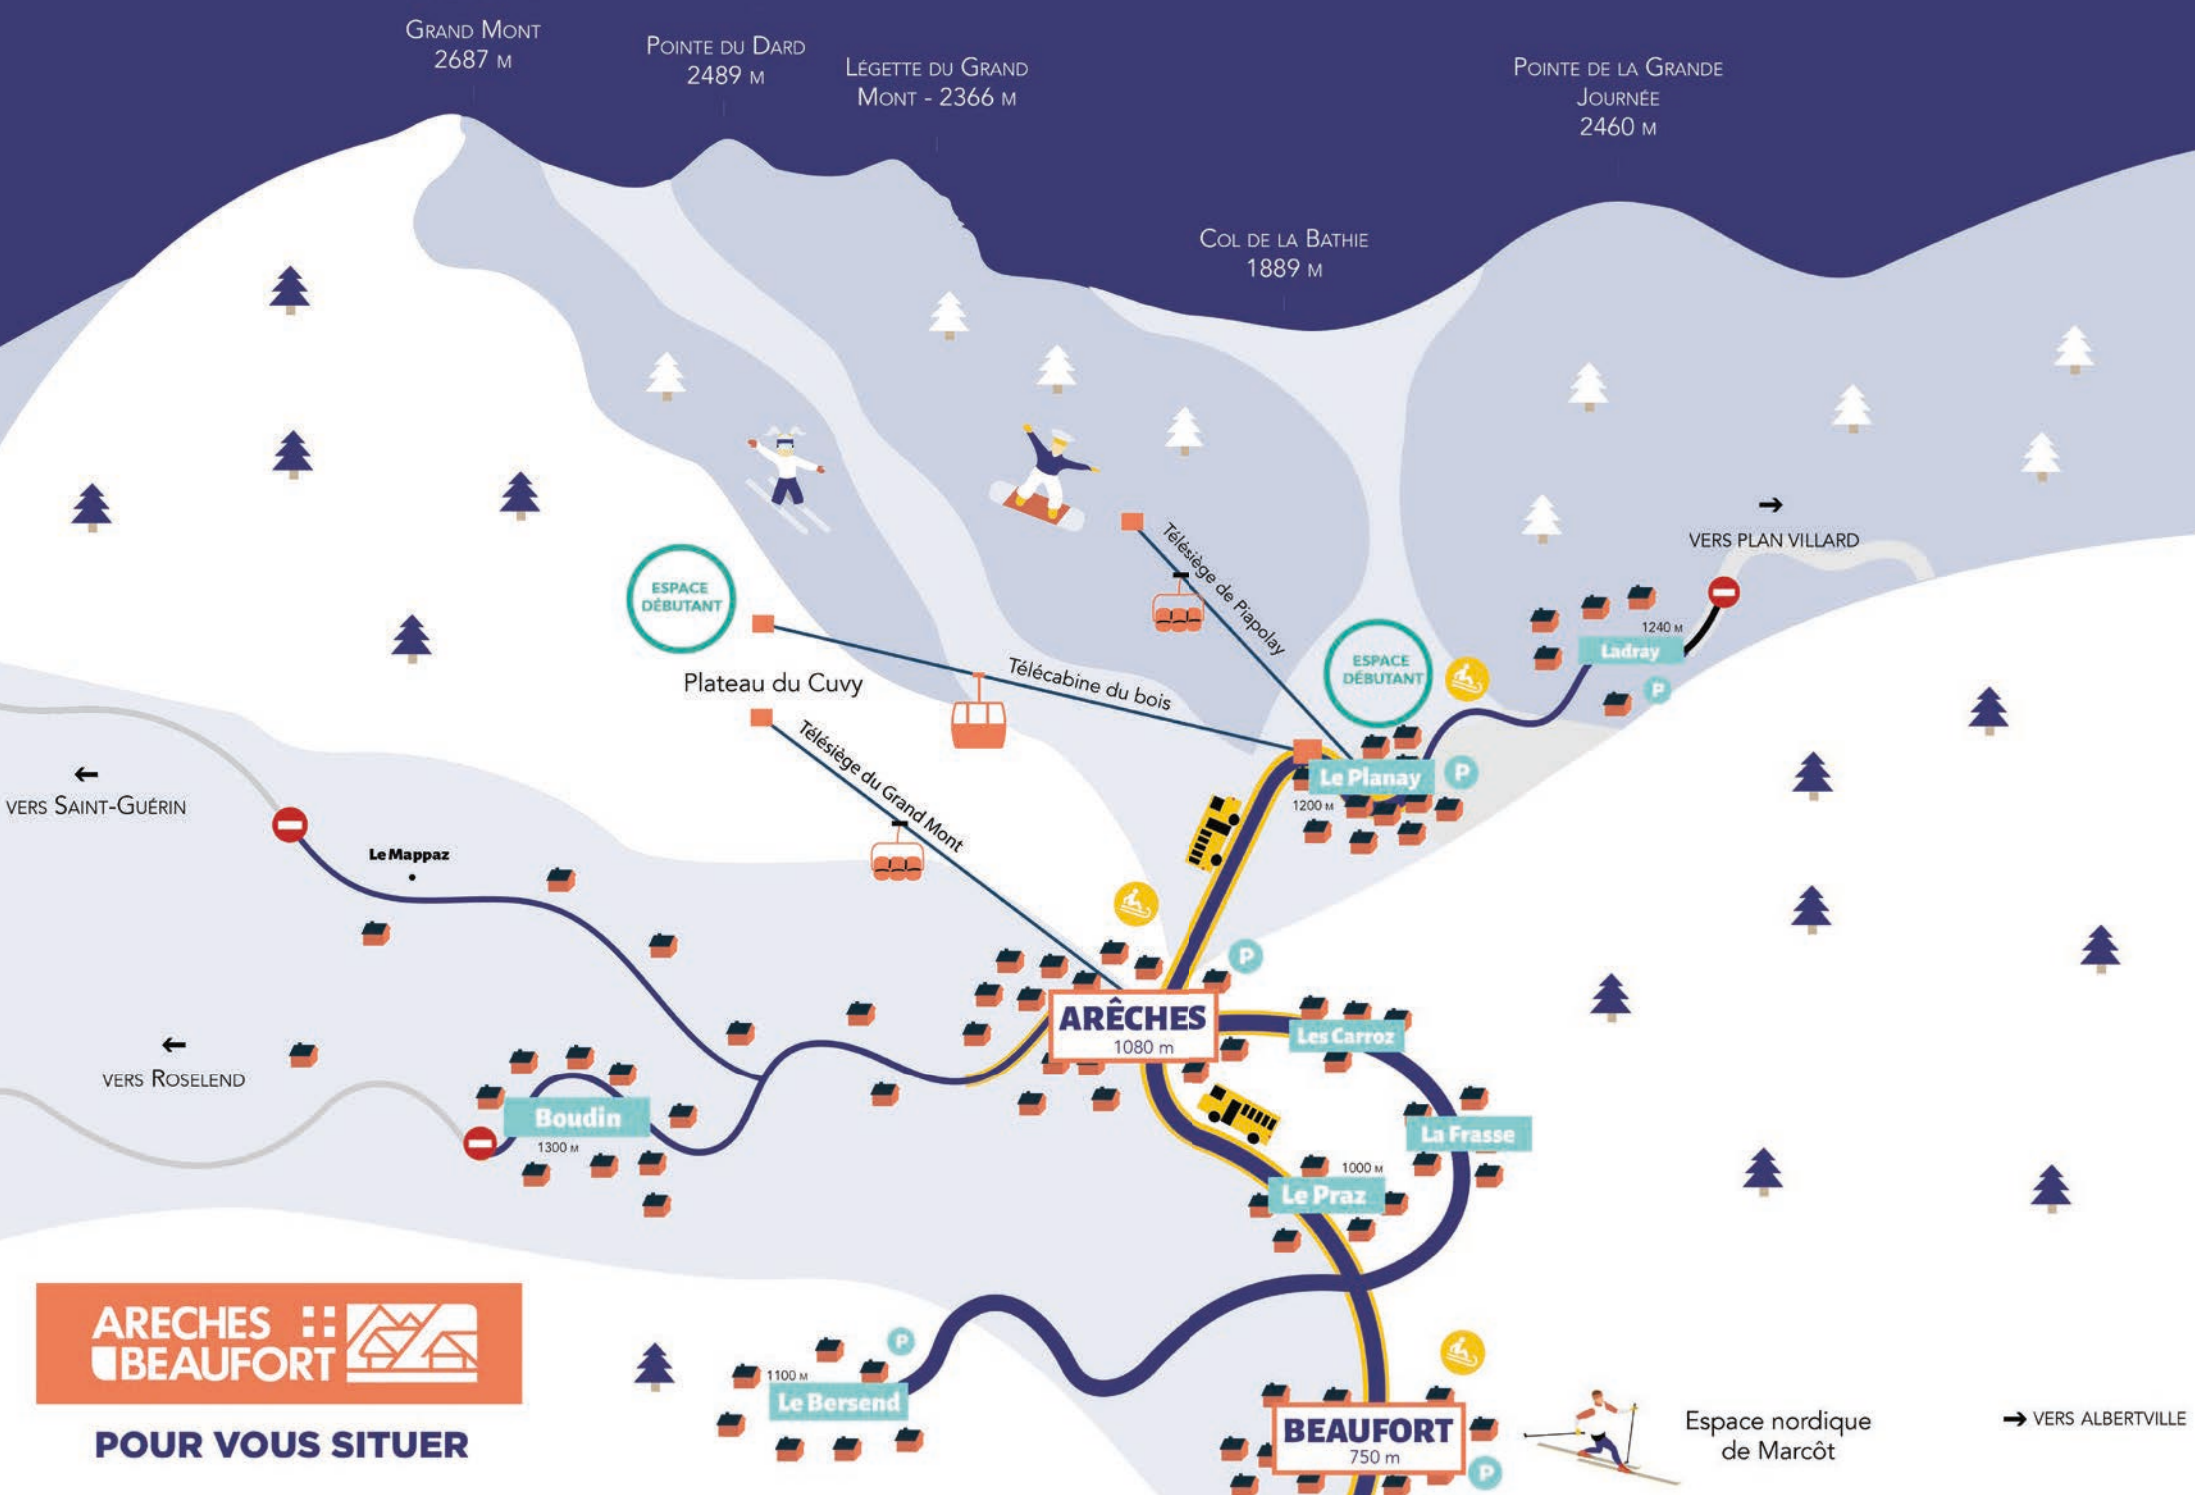 GRAND MONT
2687 M
POINTE DU DARD
2489 M
LÉGETTE DU GRAND
MONT - 2366 M
POINTE DE LA GRANDE
JOURNÉE
2460 M
COL DE LA BATHIE
1889 M
VERS PLAN VILLARD
ESPACE
DÉBUTANT
Télésiège de Piapolay
1240 M
Ladray
P
ESPACE
DÉBUTANT
Télécabine du bois
Plateau du Cuvy
Télésiège du Grand Mont
Le Planay
P
1200 M
VERS SAINT-GUÉRIN
Le Mappaz
P
ARÊCHES
1080 m
Les Carroz
VERS ROSELEND
Boudin
1300 M
La Frasse
1000 M
Le Praz
ARECHES
BEAUFORT
P
1100 M
Le Bersend
BEAUFORT
750 m
P
Espace nordique
de Marcôt
VERS ALBERTVILLE
POUR VOUS SITUER